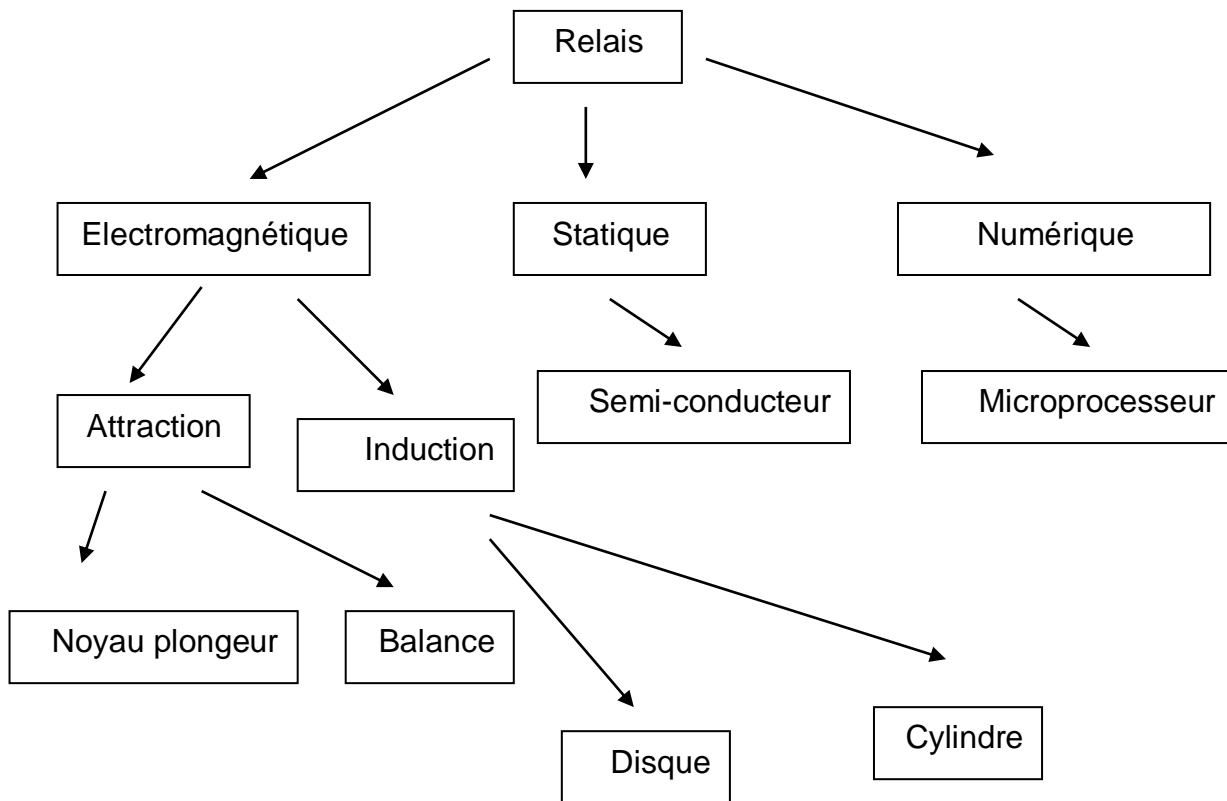 Relais
Electromagnétique
Statique
Numérique
Attraction
Induction
Semi-conducteur
Microprocesseur
Noyau plongeur
Balance
Disque
Cylindre